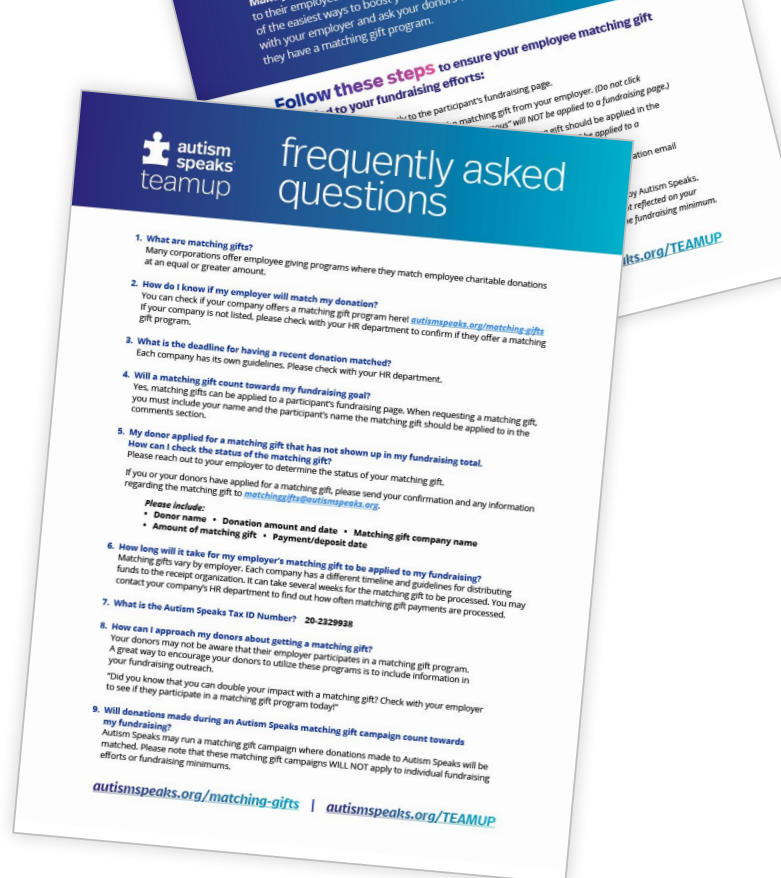 to their employe
of the easiest ways to boost y
with your employer and ask your donors
they have a matching gift program.
Follow these steps to ensure your employee matching gift
d to your fundraising efforts:
ly to the participant's fundraising page.
matching gift from your employer. (Do not click
ous" will NOT be applied to a fundraising page.)
gift should be applied in the
be applied to a
ation email
by Autism Speaks.
t reflected on your
e fundraising minimum.
ks.org/TEAMUP
autism
speaks
teamup
frequently asked
questions
1. What are matching gifts?
Many corporations offer employee giving programs where they match employee charitable donations
at an equal or greater amount.
2. How do I know if my employer will match my donation?
You can check if your company offers a matching gift program here! autismspeaks.org/matching-gifts
If your company is not listed, please check with your HR department to confirm if they offer a matching
gift program.
3. What is the deadline for having a recent donation matched?
Each company has its own guidelines. Please check with your HR department.
4. Will a matching gift count towards my fundraising goal?
Yes, matching gifts can be applied to a participant's fundraising page. When requesting a matching gift,
you must include your name and the participant's name the matching gift should be applied to in the
comments section.
5. My donor applied for a matching gift that has not shown up in my fundraising total.
How can I check the status of the matching gift?
Please reach out to your employer to determine the status of your matching gift.
If you or your donors have applied for a matching gift, please send your confirmation and any information
regarding the matching gift to matchinggifts@autismspeaks.org.
Please include:
• Donor name • Donation amount and date • Matching gift company name
• Amount of matching gift • Payment/deposit date
6. How long will it take for my employer's matching gift to be applied to my fundraising?
Matching gifts vary by employer. Each company has a different timeline and guidelines for distributing
funds to the receipt organization. It can take several weeks for the matching gift to be processed. You may
contact your company's HR department to find out how often matching gift payments are processed.
7. What is the Autism Speaks Tax ID Number? 20-2329938
8. How can I approach my donors about getting a matching gift?
Your donors may not be aware that their employer participates in a matching gift program.
A great way to encourage your donors to utilize these programs is to include information in
your fundraising outreach.
"Did you know that you can double your impact with a matching gift? Check with your employer
to see if they participate in a matching gift program today!"
9. Will donations made during an Autism Speaks matching gift campaign count towards
my fundraising?
Autism Speaks may run a matching gift campaign where donations made to Autism Speaks will be
matched. Please note that these matching gift campaigns WILL NOT apply to individual fundraising
efforts or fundraising minimums.
autismspeaks.org/matching-gifts | autismspeaks.org/TEAMUP